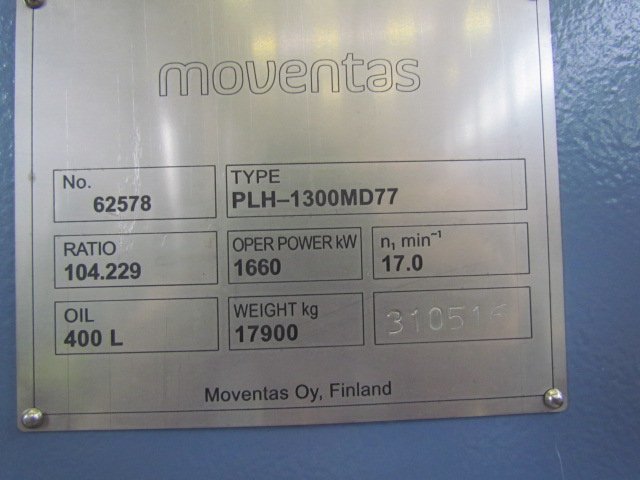 moventas
No.
62578
TYPE
PLH–1300MD77
RATIO
104.229
OPER POWER kW
1660
n, min⁻¹
17.0
OIL
400 L
WEIGHT kg
17900
310516
Moventas Oy, Finland